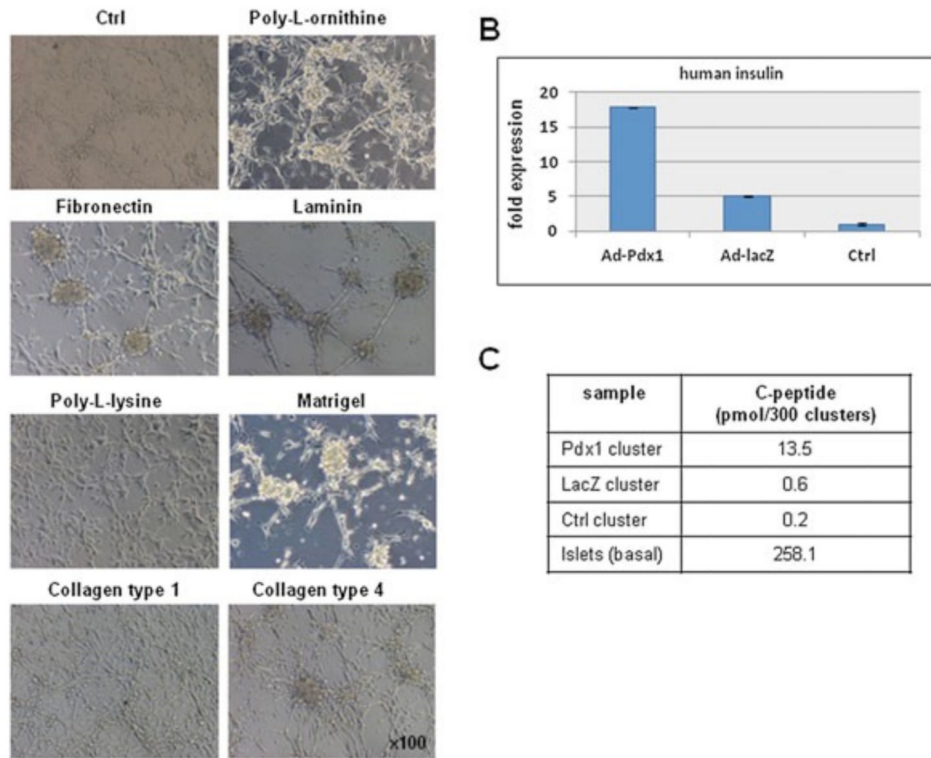 Ctrl
Poly-L-ornithine
Fibronectin
Laminin
Poly-L-lysine
Matrigel
Collagen type 1
Collagen type 4
x100
B
human insulin
fold expression
20
15
10
5
0
Ad-Pdx1
Ad-lacZ
Ctrl
C
sample
C-peptide
(pmol/300 clusters)
Pdx1 cluster
13.5
LacZ cluster
0.6
Ctrl cluster
0.2
Islets (basal)
258.1